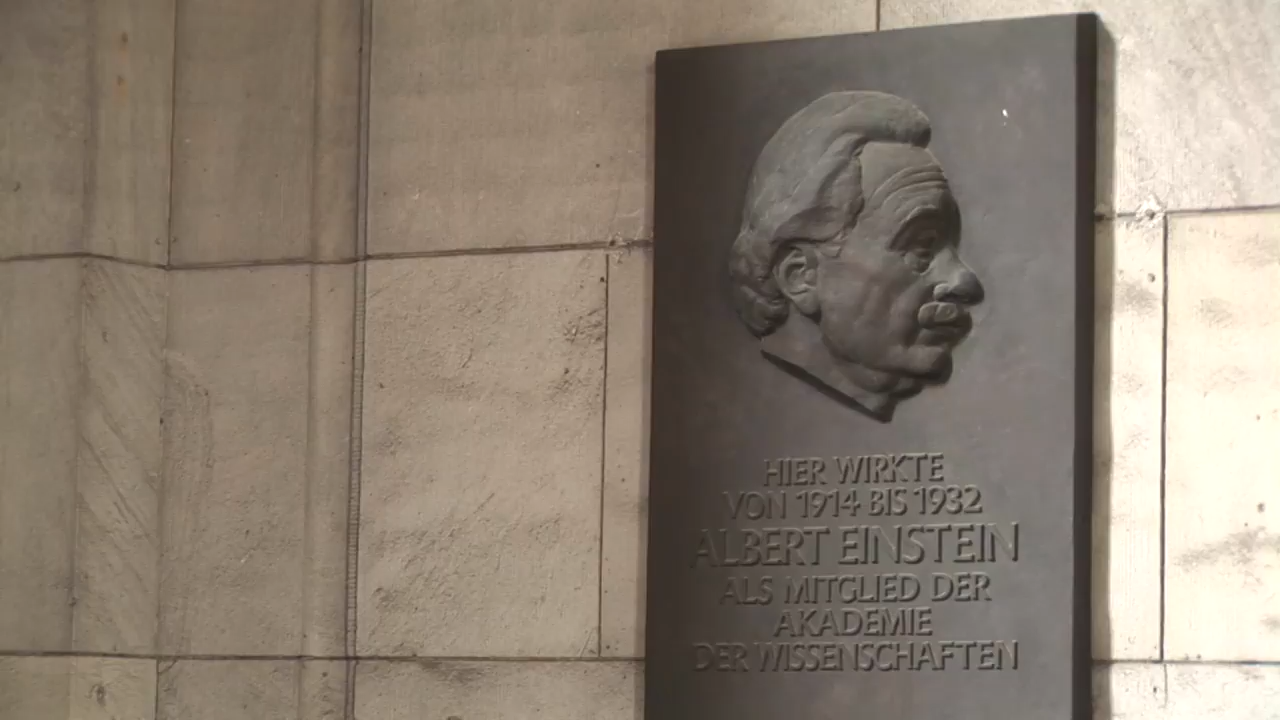 HIER WIRKTE
VON 1914 BIS 1932
ALBERT EINSTEIN
ALS MITGLIED DER
AKADEMIE
DER WISSENSCHAFTEN